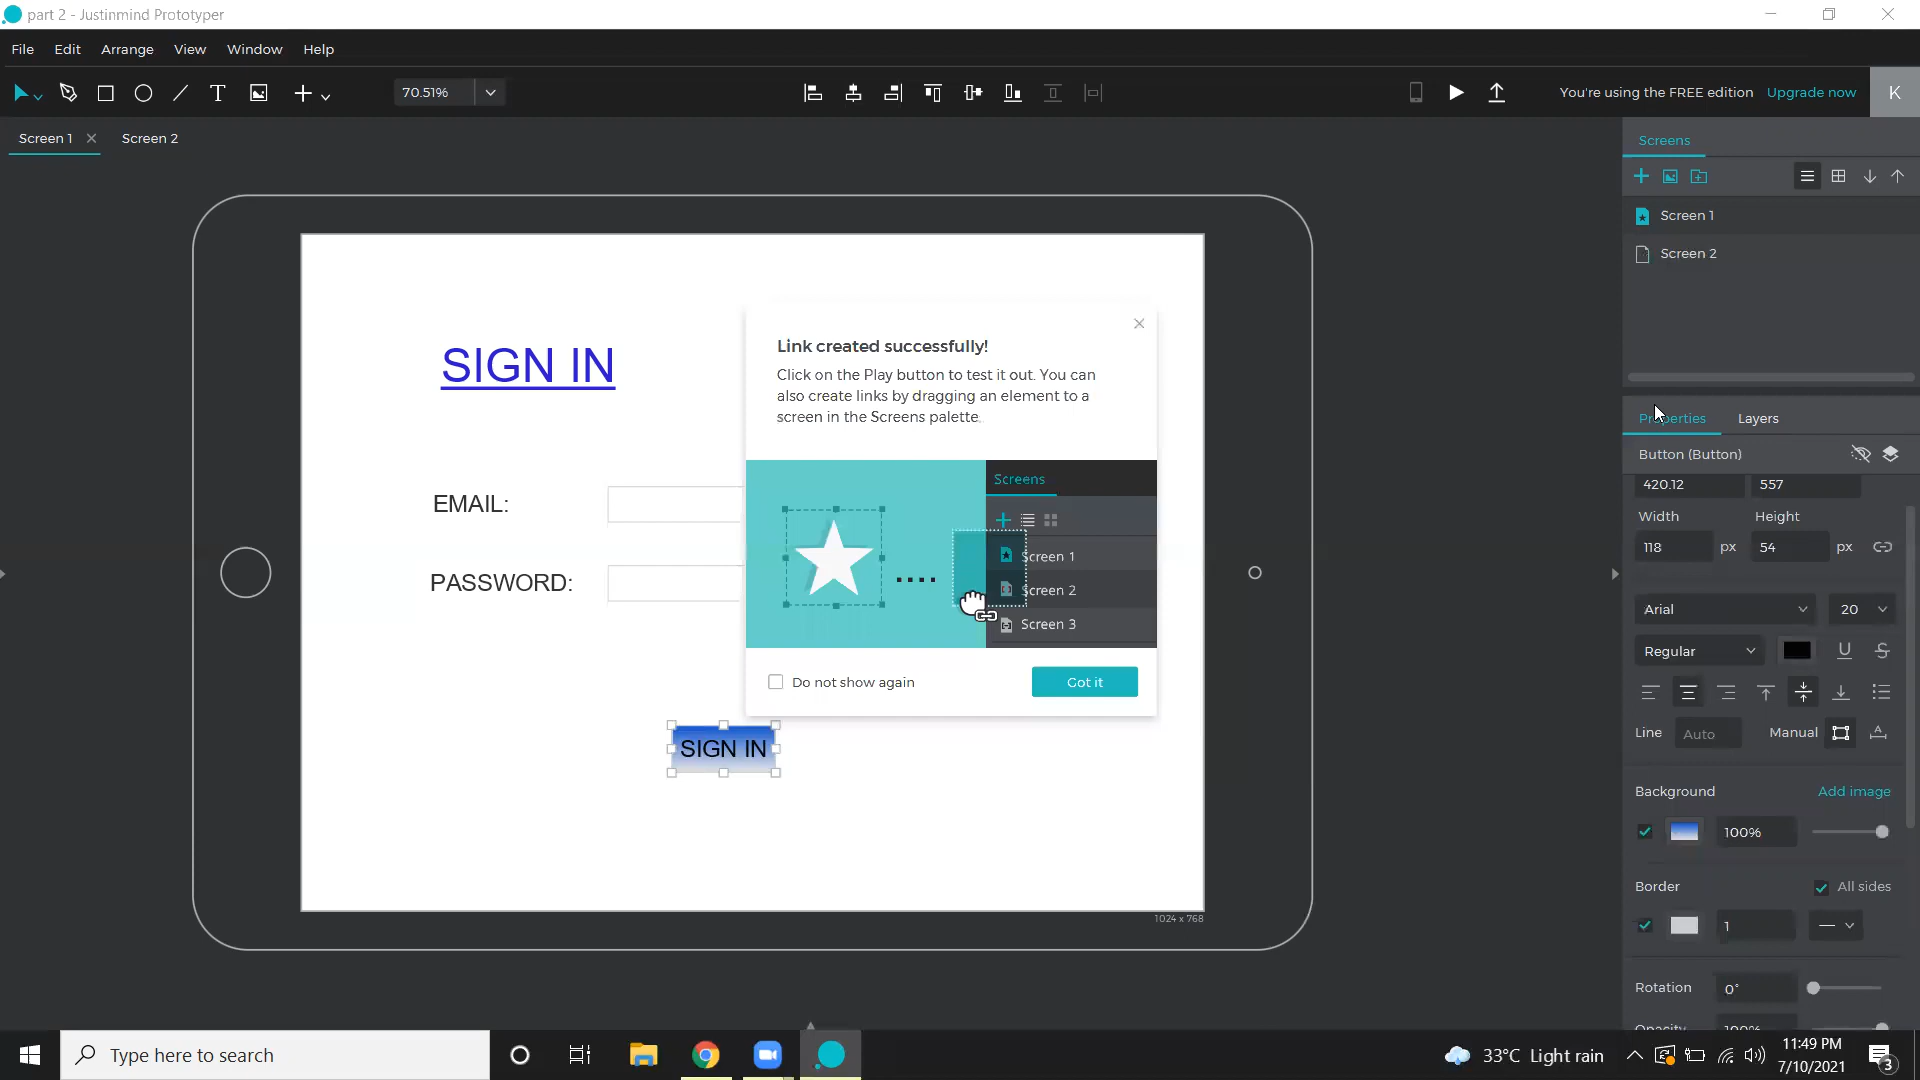 part 2 - Justinmind Prototyper
File Edit Arrange View Window Help
70.51%
You're using the FREE edition Upgrade now K
Screen 1 Screen 2
Screens
Screen 1
Screen 2
SIGN IN
EMAIL:
PASSWORD:
SIGN IN
1024 x 768
Link created successfully!
Click on the Play button to test it out. You can
also create links by dragging an element to a
screen in the Screens palette.
Screens
Screen 1
Screen 2
Screen 3
Do not show again
Got it
Properties Layers
Button (Button)
420.12 557
Width Height
118 px 54 px
Arial 20
Regular
Line Auto Manual
Background Add image
100%
Border All sides
1
Rotation 0°
Opacity 100%
Type here to search
33°C Light rain
11:49 PM
7/10/2021
3